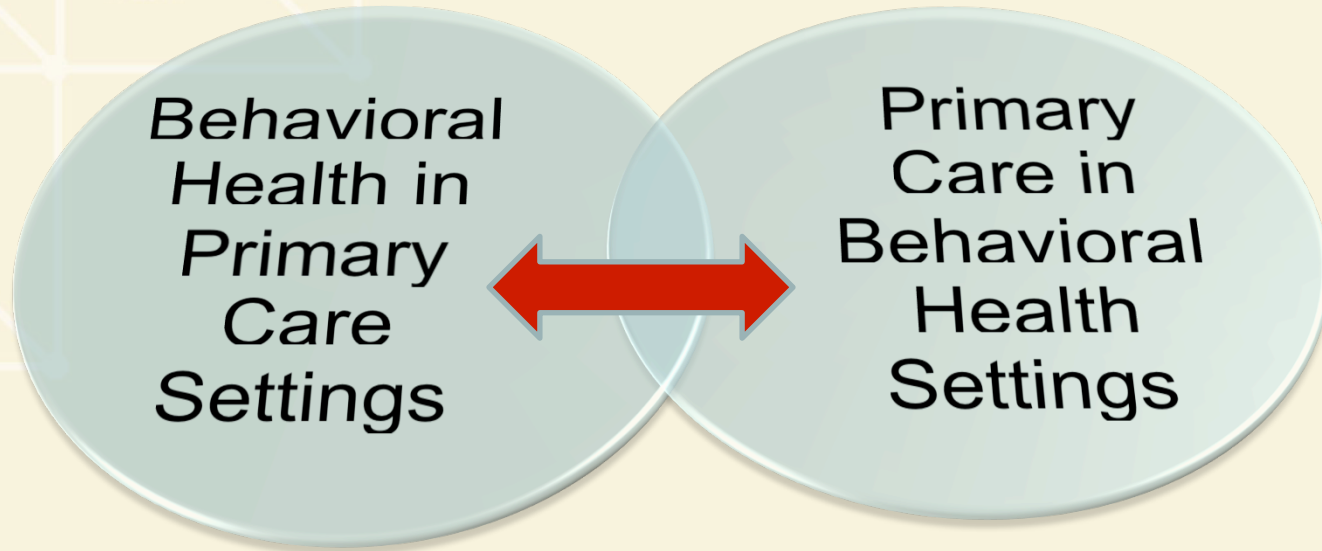 Behavioral
Health in
Primary
Care
Settings
Primary
Care in
Behavioral
Health
Settings